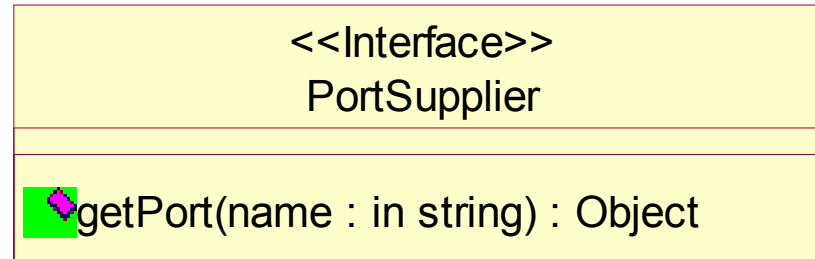 <<Interface>>
PortSupplier
getPort(name : in string) : Object